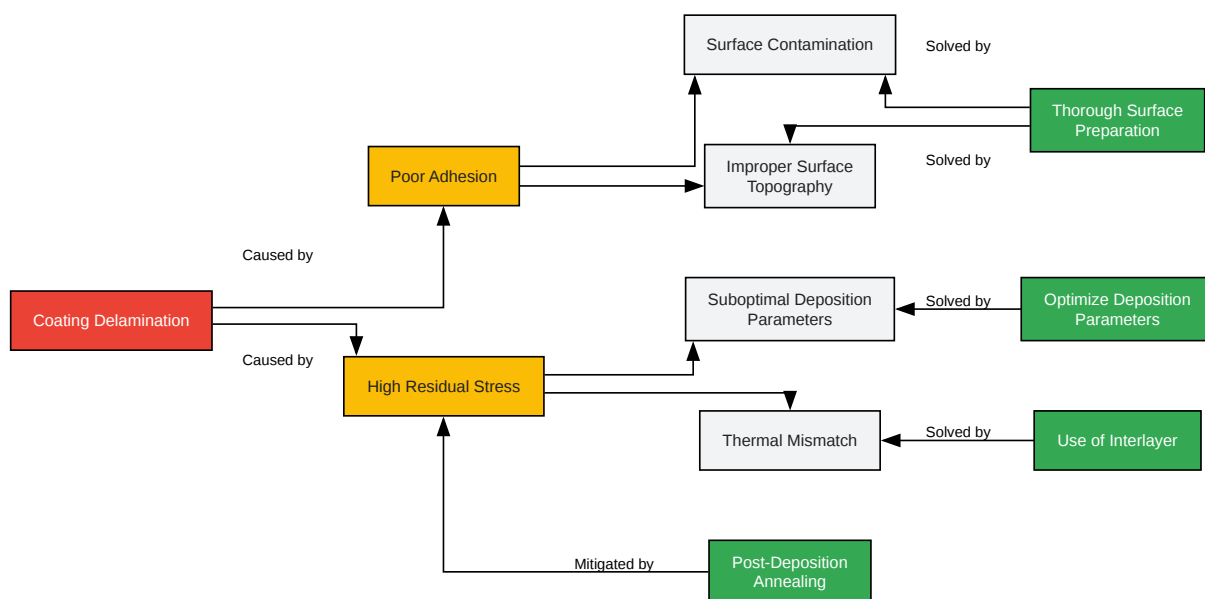 Surface Contamination
Solved by
Thorough Surface
Preparation
Poor Adhesion
Improper Surface
Topography
Solved by
Caused by
Coating Delamination
Suboptimal Deposition
Parameters
Solved by
Optimize Deposition
Parameters
Caused by
High Residual Stress
Thermal Mismatch
Solved by
Use of Interlayer
Mitigated by
Post-Deposition
Annealing